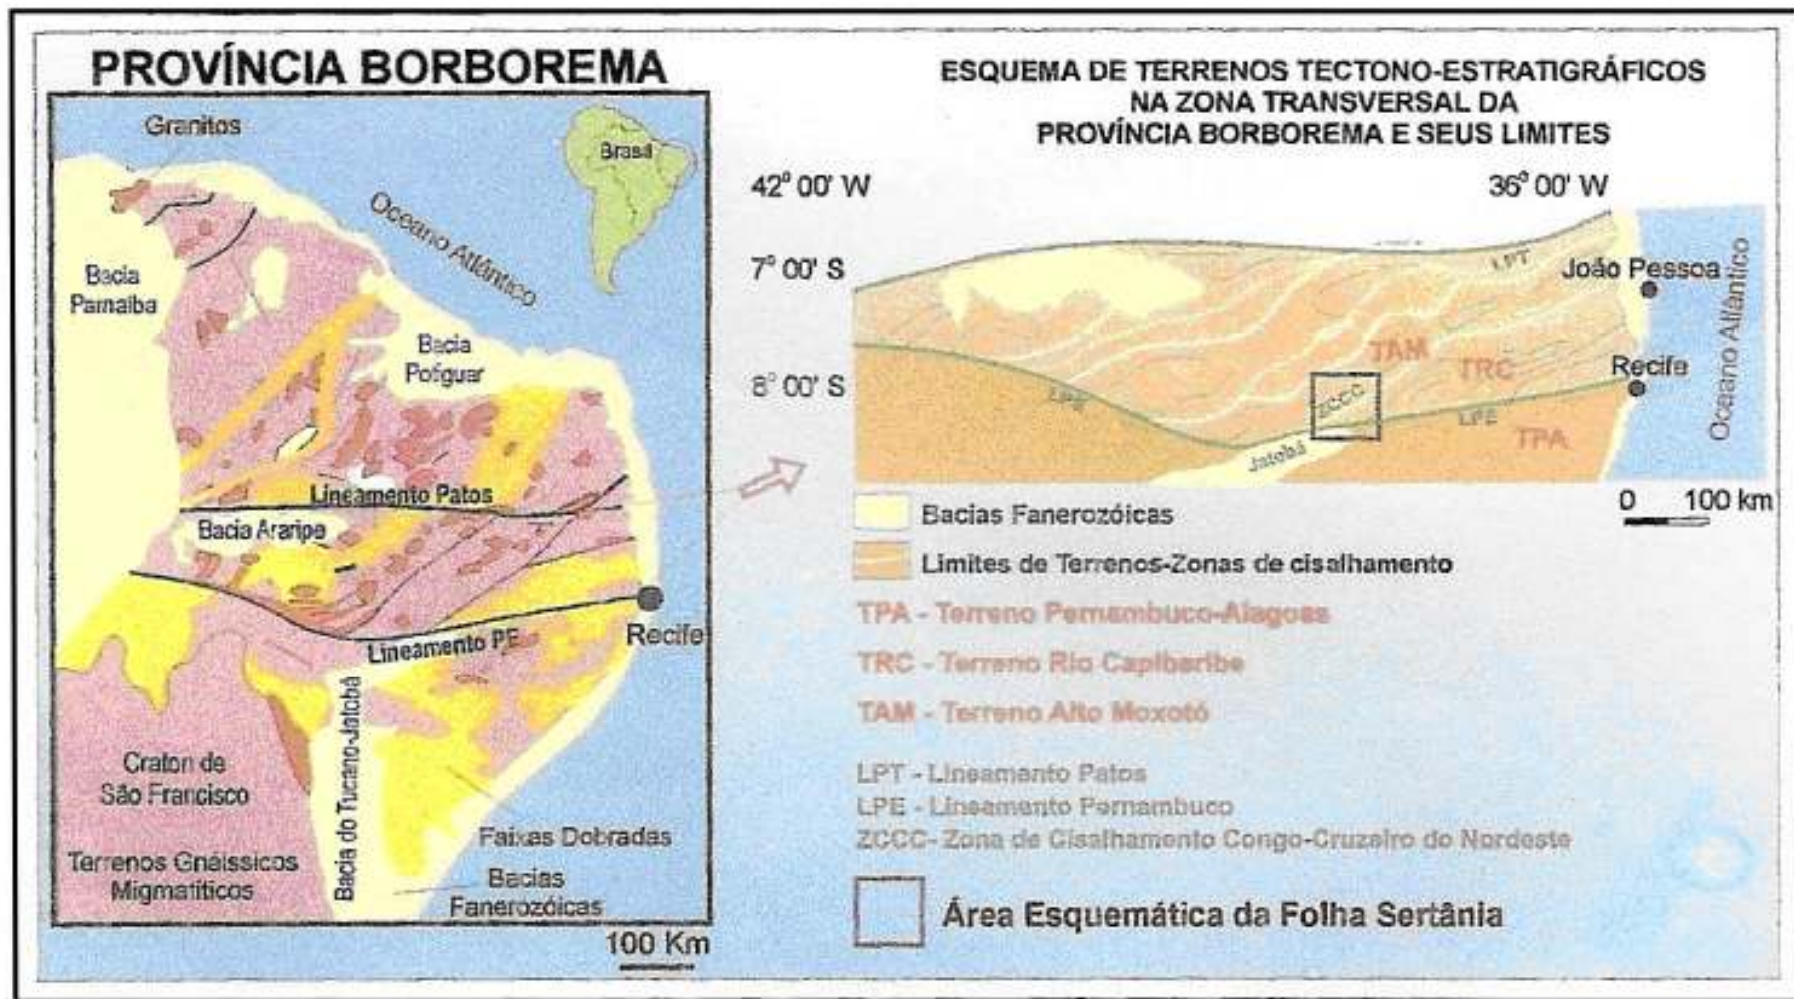 PROVÍNCIA BORBOREMA
Granitos
Brasil
Oceano Atlântico
Bacia
Parnaíba
Bacia
Potiguar
Lineamento Patos
Bacia Araripe
Lineamento PE
Recife
Bacia do Tucano-Jatobá
Craton de
São Francisco
Terrenos Gnáissicos
Migmatíticos
Faixas Dobradas
Bacias
Fanerozóicas
100 Km
ESQUEMA DE TERRENOS TECTONO-ESTRATIGRÁFICOS
NA ZONA TRANSVERSAL DA
PROVÍNCIA BORBOREMA E SEUS LIMITES
42° 00' W
36° 00' W
7° 00' S
8° 00' S
LPT
João Pessoa
Oceano Atlântico
TAM
TRC
Recife
ZCCC
LPE
LPE
TPA
Jatobá
0 100 km
Bacias Fanerozóicas
Limites de Terrenos-Zonas de cisalhamento
TPA - Terreno Pernambuco-Alagoas
TRC - Terreno Rio Capibaribe
TAM - Terreno Alto Moxotó
LPT - Lineamento Patos
LPE - Lineamento Pernambuco
ZCCC- Zona de Cisalhamento Congo-Cruzeiro do Nordeste
Área Esquemática da Folha Sertânia